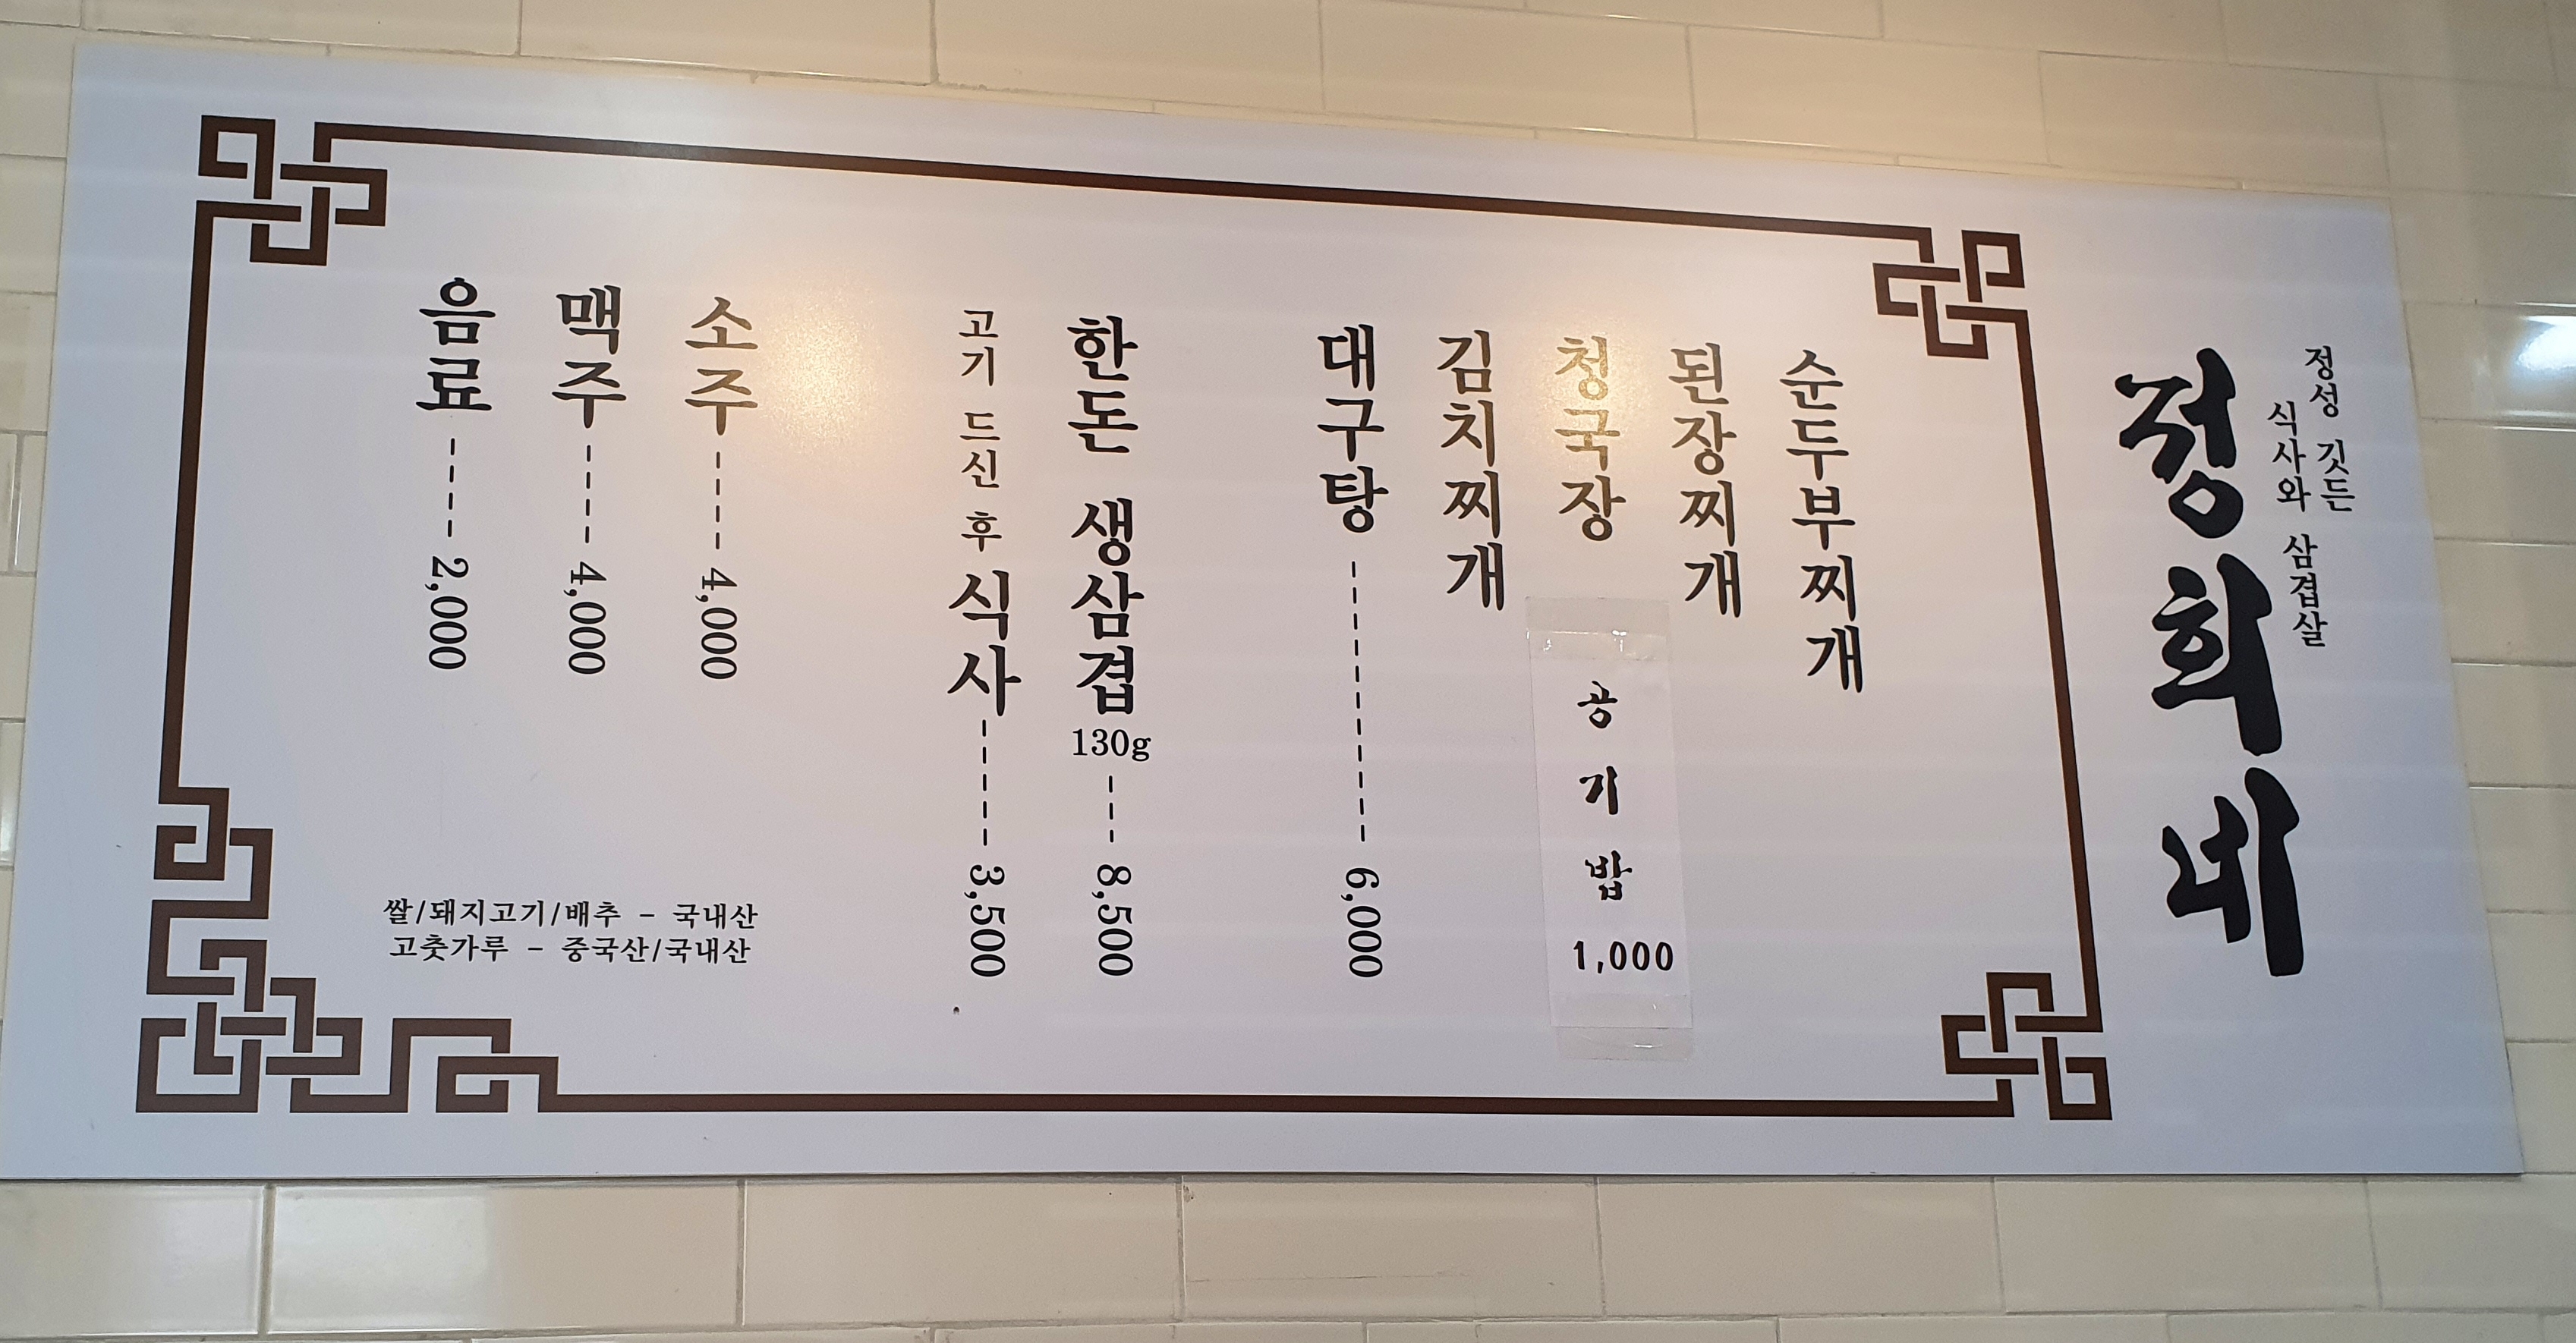 정성 깃든
식사와 삼겹살
정희네
순두부찌개
된장찌개
청국장
공기밥
1,000
김치찌개
대구탕 ----------- 6,000
한돈 생삼겹 130g --- 8,500
고기 드신 후 식사 ----- 3,500
소주 ---- 4,000
맥주 ---- 4,000
음료 ---- 2,000
쌀/돼지고기/배추 - 국내산
고춧가루 - 중국산/국내산